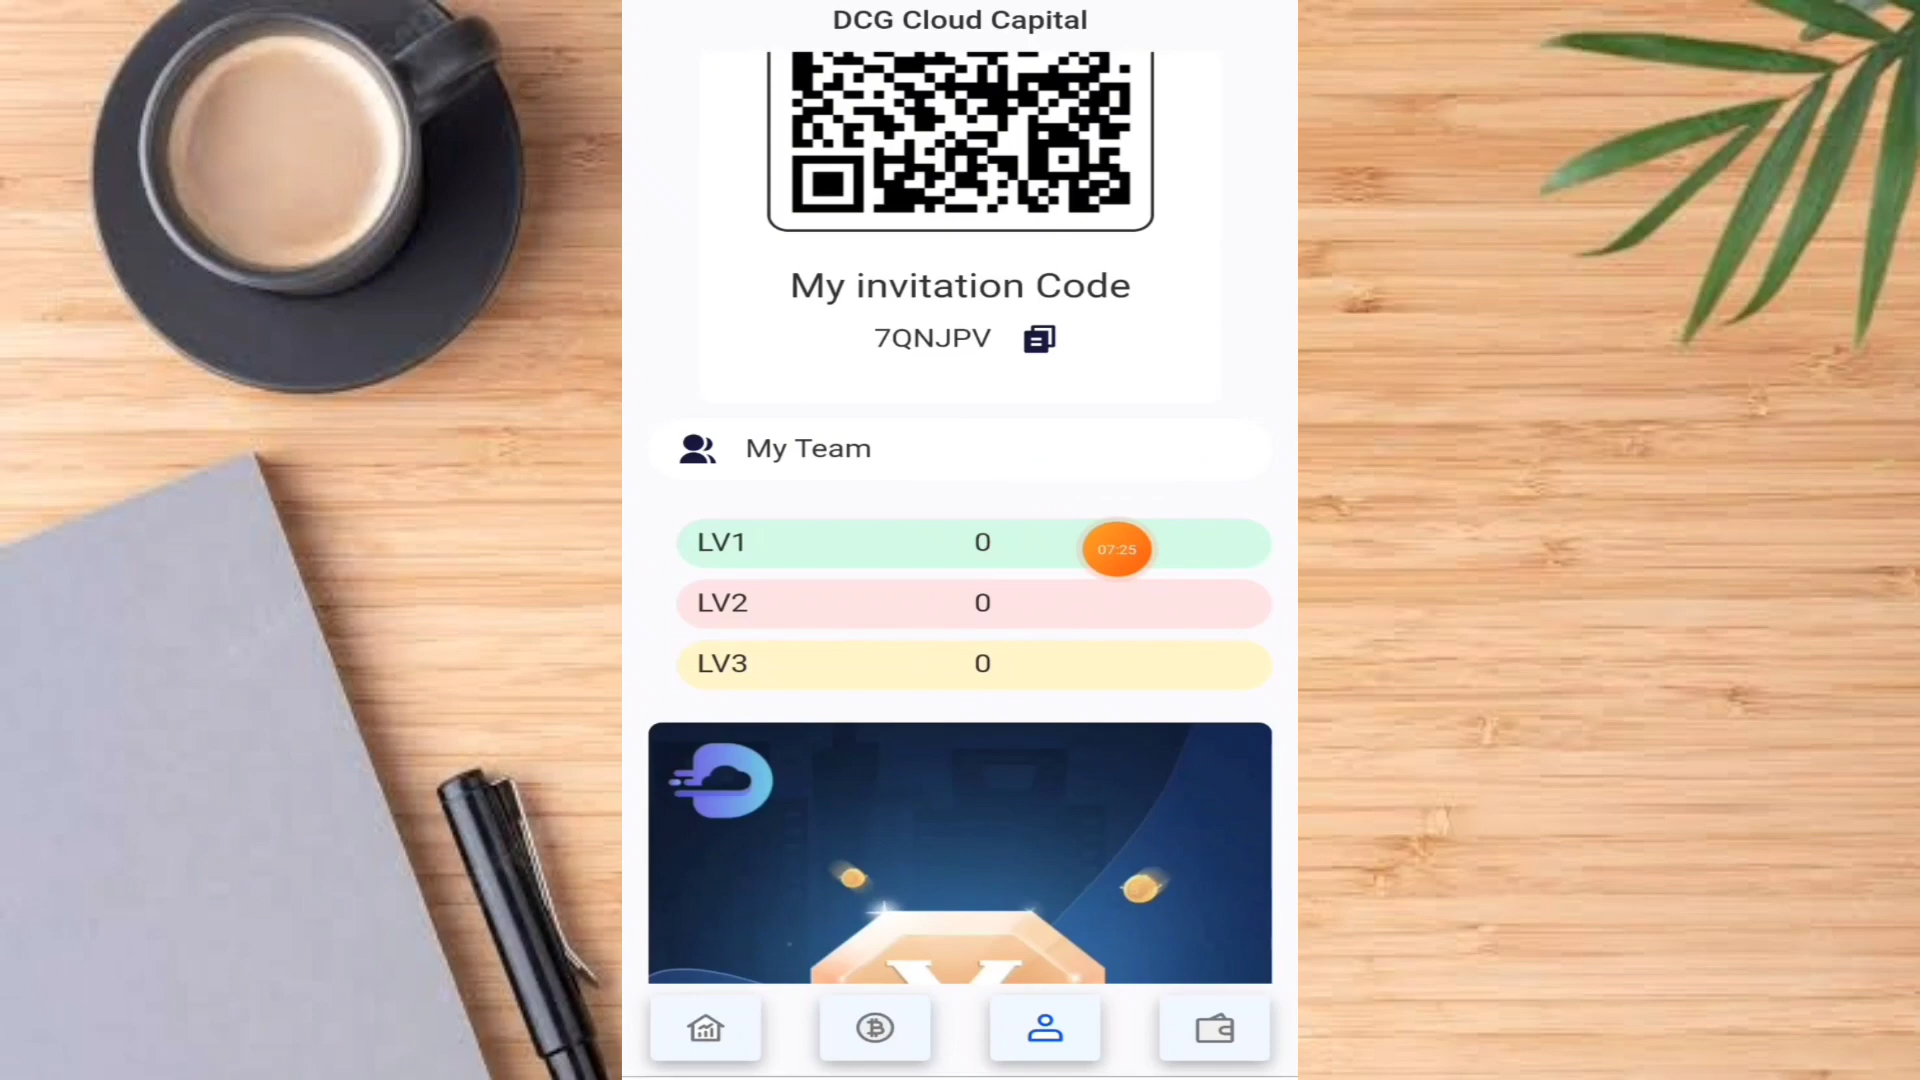 DCG Cloud Capital
My invitation Code
7QNJPV
My Team
LV1 0
07:25
LV2 0
LV3 0